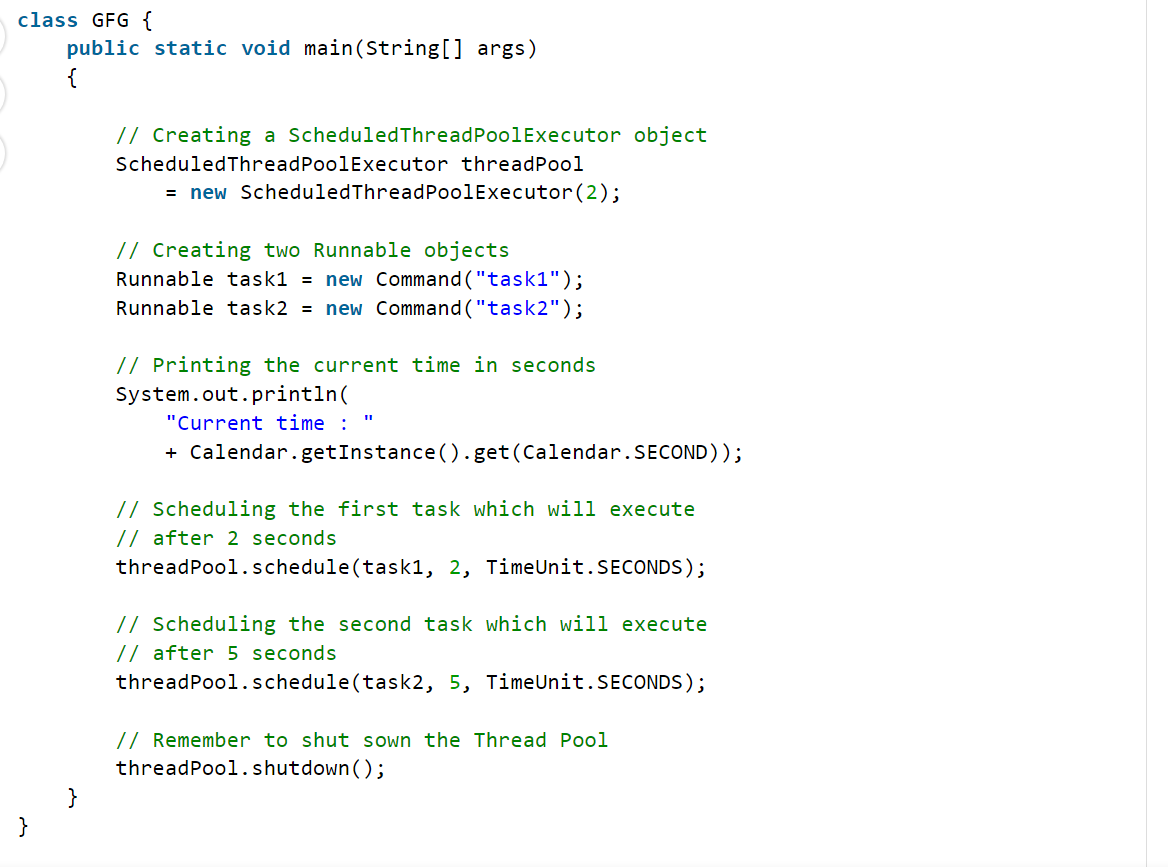 class GFG {
    public static void main(String[] args)
    {
        // Creating a ScheduledThreadPoolExecutor object
        ScheduledThreadPoolExecutor threadPool
            = new ScheduledThreadPoolExecutor(2);
        // Creating two Runnable objects
        Runnable task1 = new Command("task1");
        Runnable task2 = new Command("task2");
        // Printing the current time in seconds
        System.out.println(
            "Current time : "
            + Calendar.getInstance().get(Calendar.SECOND));
        // Scheduling the first task which will execute
        // after 2 seconds
        threadPool.schedule(task1, 2, TimeUnit.SECONDS);
        // Scheduling the second task which will execute
        // after 5 seconds
        threadPool.schedule(task2, 5, TimeUnit.SECONDS);
        // Remember to shut sown the Thread Pool
        threadPool.shutdown();
    }
}